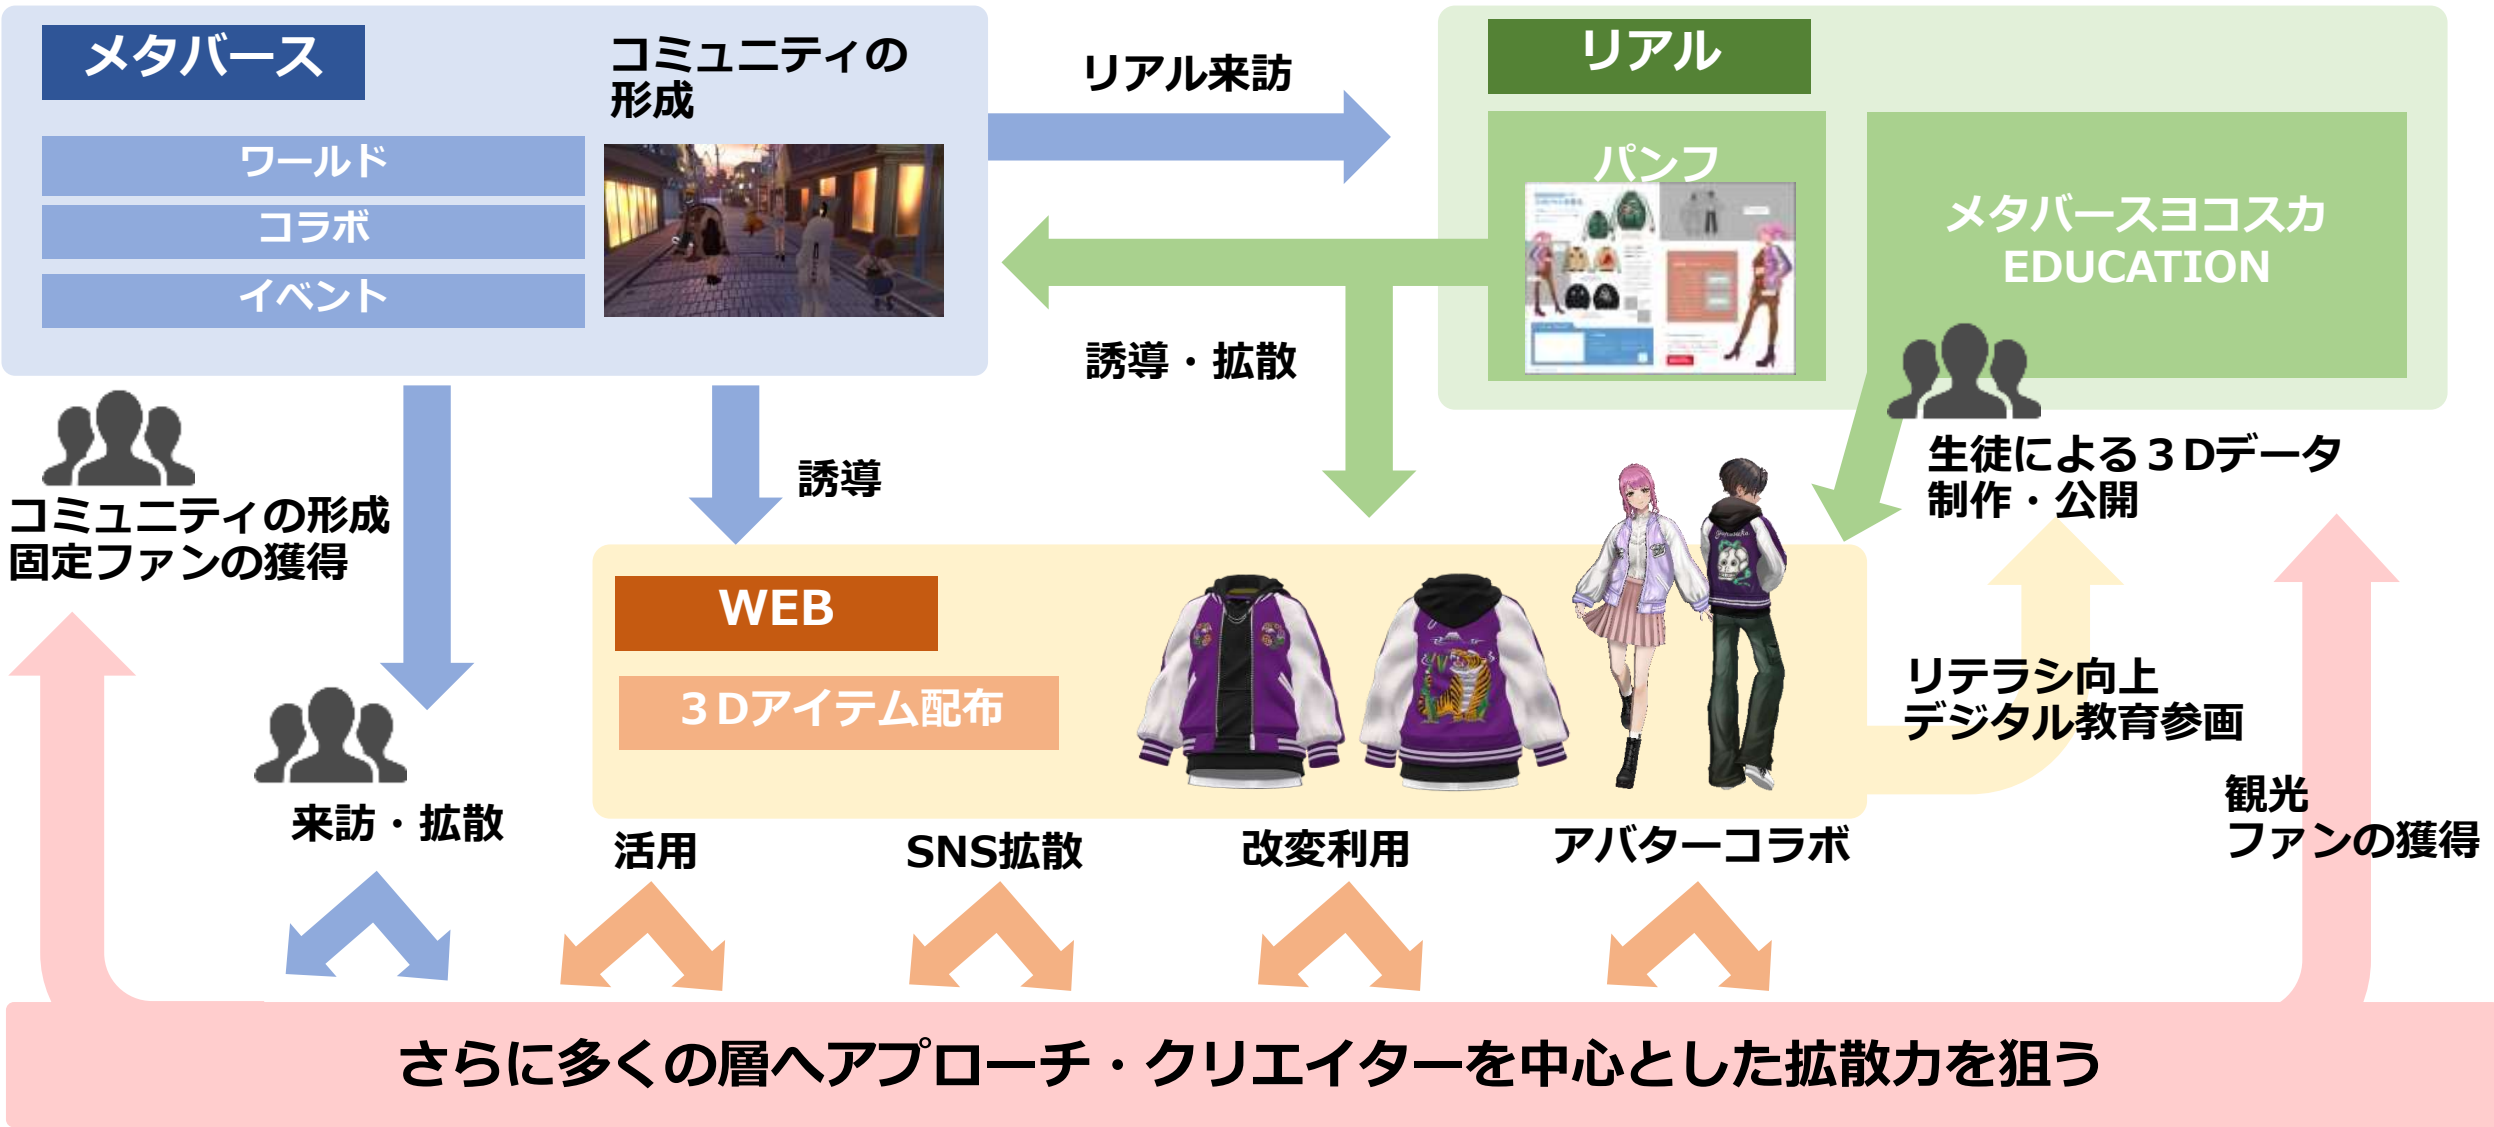 メタバース
コミュニティの
形成
ワールド
コラボ
イベント
リアル来訪
リアル
パンフ
メタバースヨコスカ
EDUCATION
誘導・拡散
生徒による３Dデータ
制作・公開
コミュニティの形成
固定ファンの獲得
誘導
WEB
３Dアイテム配布
リテラシ向上
デジタル教育参画
観光
ファンの獲得
来訪・拡散
活用
SNS拡散
改変利用
アバターコラボ
さらに多くの層へアプローチ・クリエイターを中心とした拡散力を狙う